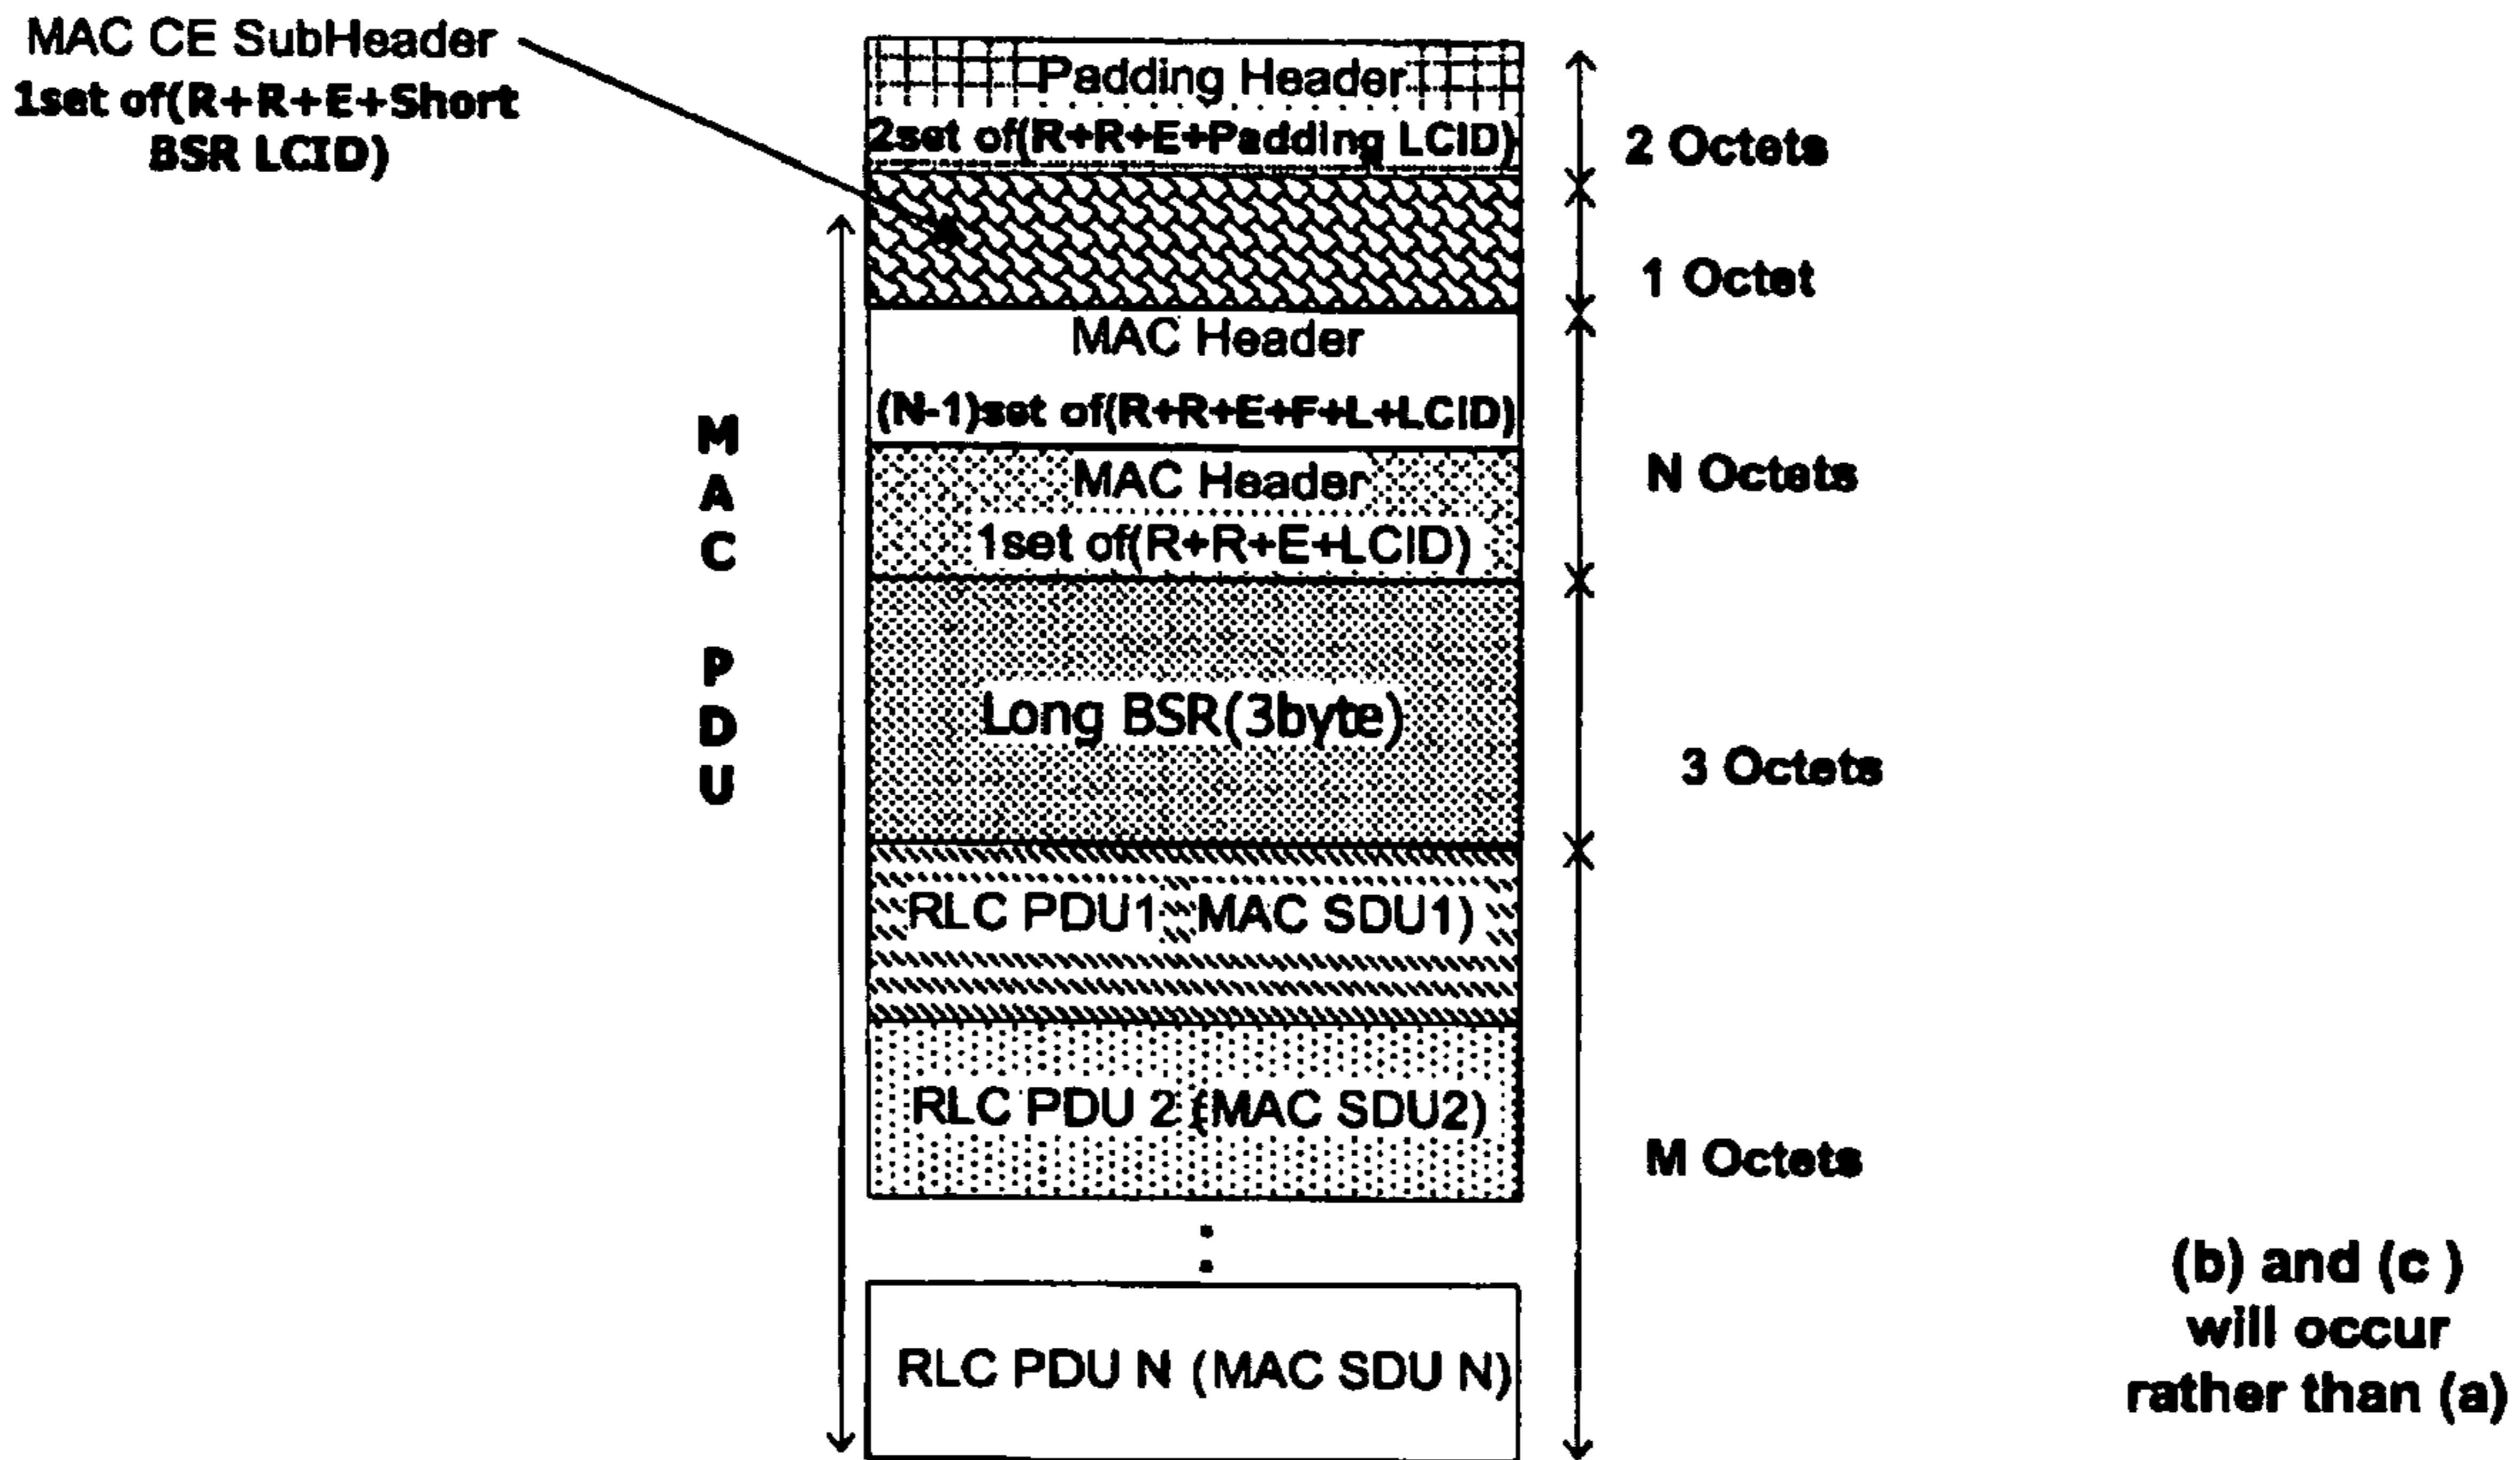 MAC CE SubHeader
1set of(R+R+E+Short
BSR LCID)
Padding Header
2set of(R+R+E+Padding LCID)
2 Octets
1 Octet
MAC Header
(N-1)set of(R+R+E+F+L+LCID)
N Octets
MAC Header
1set of(R+R+E+LCID)
M
A
C
P
D
U
Long BSR(3byte)
3 Octets
RLC PDU1 MAC SDU1)
RLC PDU 2 (MAC SDU2)
M Octets
:
RLC PDU N (MAC SDU N)
(b) and (c )
will occur
rather than (a)